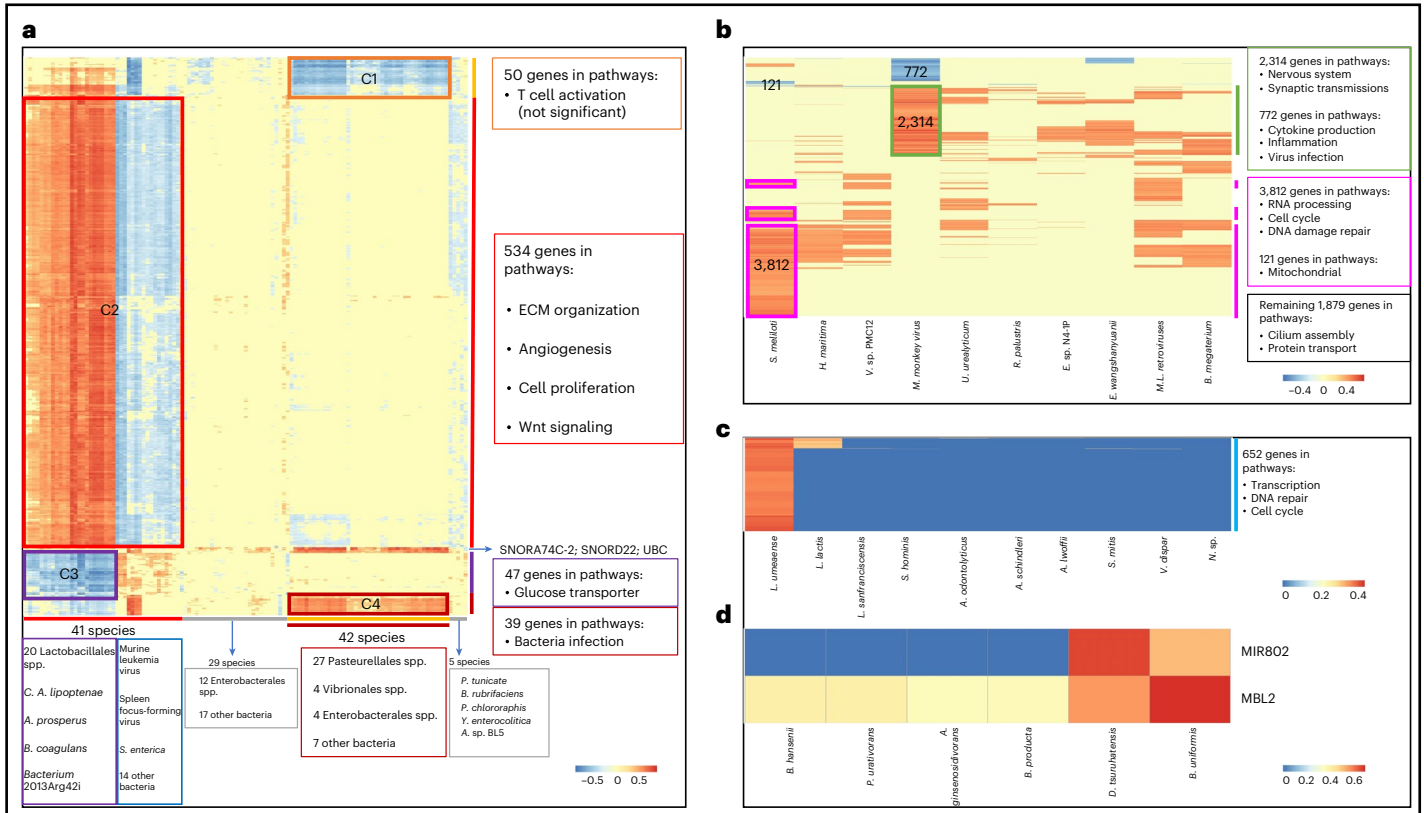 a
C1
C2
C3
C4
50 genes in pathways:
• T cell activation
(not significant)
534 genes in
pathways:
• ECM organization
• Angiogenesis
• Cell proliferation
• Wnt signaling
SNORA74C-2; SNORD22; UBC
47 genes in pathways:
• Glucose transporter
39 genes in pathways:
• Bacteria infection
41 species
20 Lactobacillales
spp.
C. A. lipoptenae
A. prosperus
B. coagulans
Bacterium
2013Arg42i
Murine
leukemia
virus
Spleen
focus-forming
virus
S. enterica
14 other
bacteria
29 species
12 Enterobacterales
spp.
17 other bacteria
42 species
27 Pasteurellales spp.
4 Vibrionales spp.
4 Enterobacterales spp.
7 other bacteria
5 species
P. tunicate
B. rubrifaciens
P. chlororaphis
Y. enterocolitica
A. sp. BL5
−0.5 0 0.5
b
121
772
2,314
3,812
S. meliloti
H. maritima
V. sp. PMC12
M. monkey virus
U. urealyticum
R. palustris
E. sp. N4-1P
E. wangshanyuanii
M.L. retroviruses
B. megaterium
2,314 genes in pathways:
• Nervous system
• Synaptic transmissions
772 genes in pathways:
• Cytokine production
• Inflammation
• Virus infection
3,812 genes in pathways:
• RNA processing
• Cell cycle
• DNA damage repair
121 genes in pathways:
• Mitochondrial
Remaining 1,879 genes in
pathways:
• Cilium assembly
• Protein transport
−0.4 0 0.4
c
L. umeaense
L. lactis
L. sanfranciscensis
S. hominis
A. odontolyticus
A. schindleri
A. lwoffii
S. mitis
V. dispar
N. sp.
652 genes in
pathways:
• Transcription
• DNA repair
• Cell cycle
0 0.2 0.4
d
MIR802
MBL2
B. hansenii
P. urativorans
A.
ginsenosidivorans
B. producta
D. tsuruhatensis
B. uniformis
0 0.2 0.4 0.6